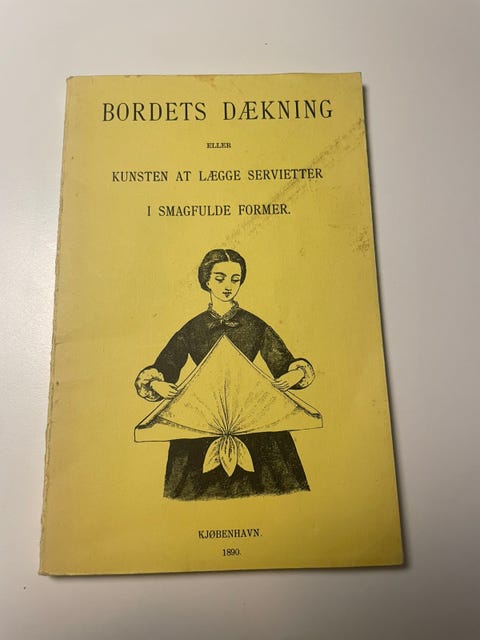 BORDETS DÆKNING
ELLER
KUNSTEN AT LÆGGE SERVIETTER
I SMAGFULDE FORMER.
KJØBENHAVN.
1890.